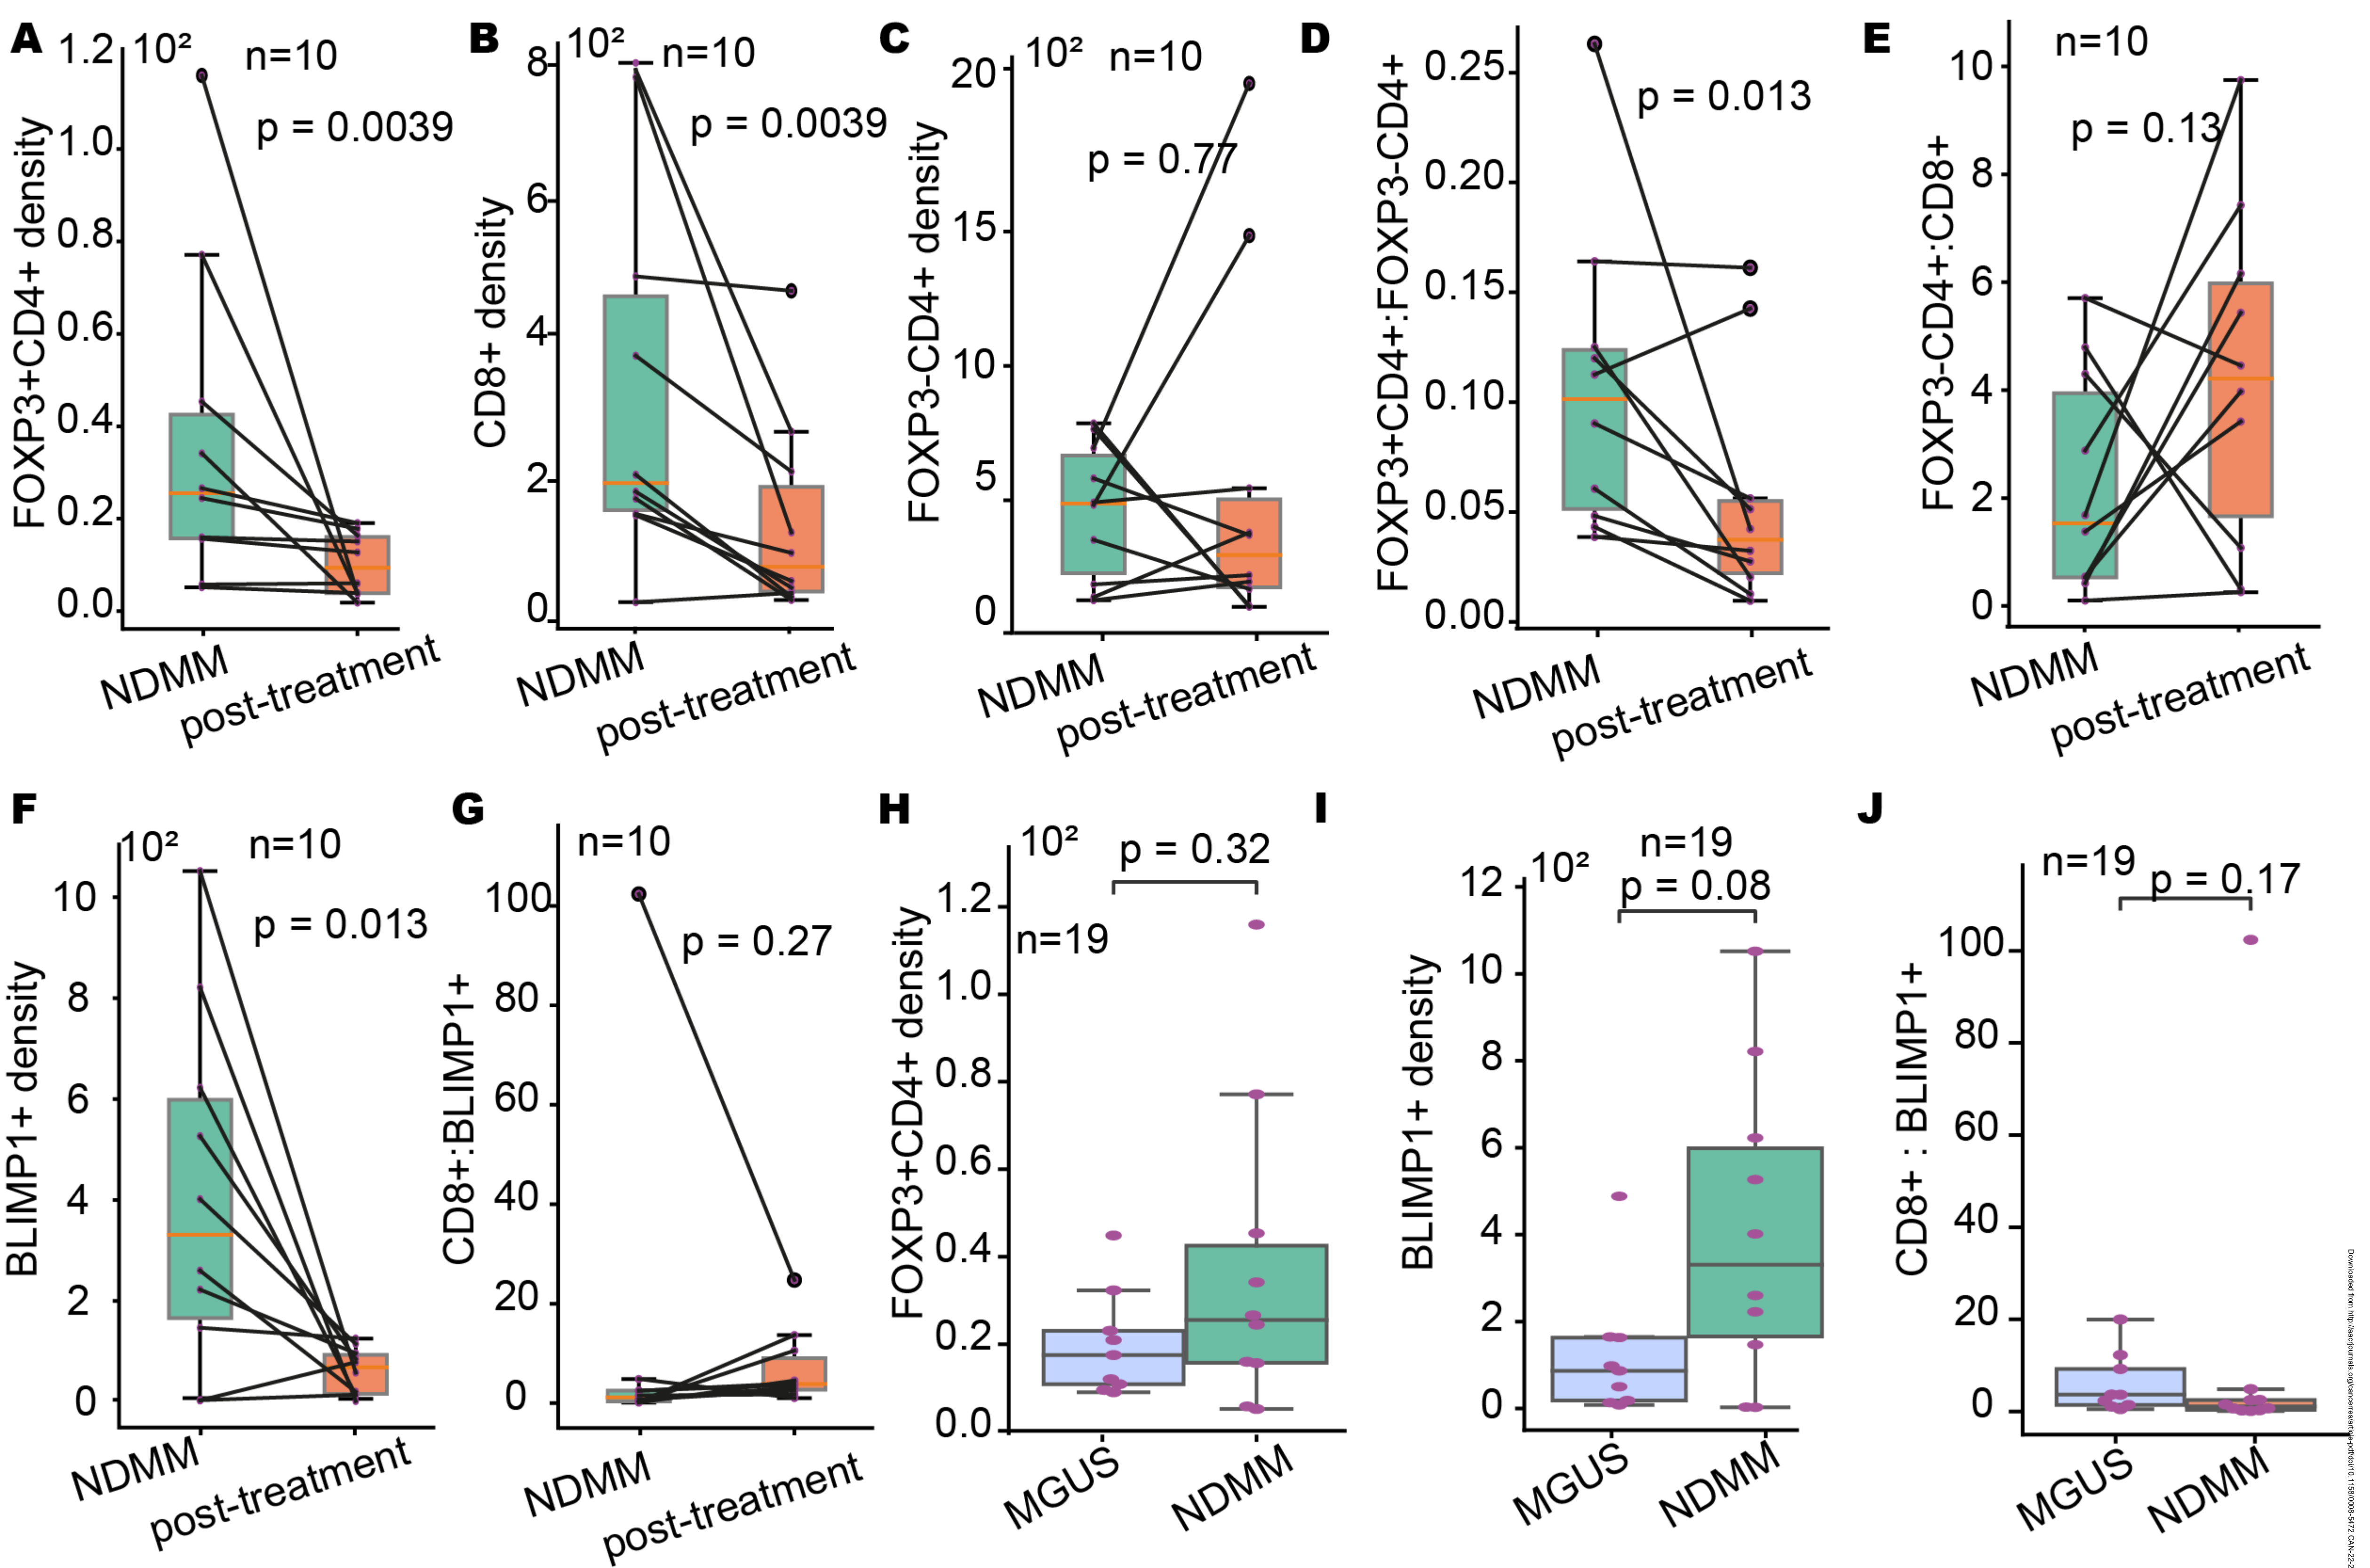 A
10²
n=10
p = 0.0039
FOXP3+CD4+ density
1.2
1.0
0.8
0.6
0.4
0.2
0.0
NDMM
post-treatment
B
10²
n=10
p = 0.0039
CD8+ density
8
6
4
2
0
NDMM
post-treatment
C
10²
n=10
p = 0.77
FOXP3-CD4+ density
20
15
10
5
0
NDMM
post-treatment
D
p = 0.013
FOXP3+CD4+:FOXP3-CD4+
0.25
0.20
0.15
0.10
0.05
0.00
NDMM
post-treatment
E
n=10
p = 0.13
FOXP3-CD4+:CD8+
10
8
6
4
2
0
NDMM
post-treatment
F
10²
n=10
p = 0.013
BLIMP1+ density
10
8
6
4
2
0
NDMM
post-treatment
G
n=10
p = 0.27
CD8+:BLIMP1+
100
80
60
40
20
0
NDMM
post-treatment
H
10²
p = 0.32
n=19
FOXP3+CD4+ density
1.2
1.0
0.8
0.6
0.4
0.2
0.0
MGUS
NDMM
I
10²
n=19
p = 0.08
BLIMP1+ density
12
10
8
6
4
2
0
MGUS
NDMM
J
n=19
p = 0.17
CD8+ : BLIMP1+
100
80
60
40
20
0
MGUS
NDMM